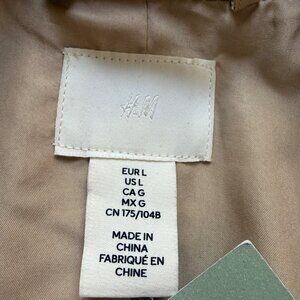 H&M
EUR L
US L
CA G
MX G
CN 175/104B
MADE IN
CHINA
FABRIQUÉ EN
CHINE